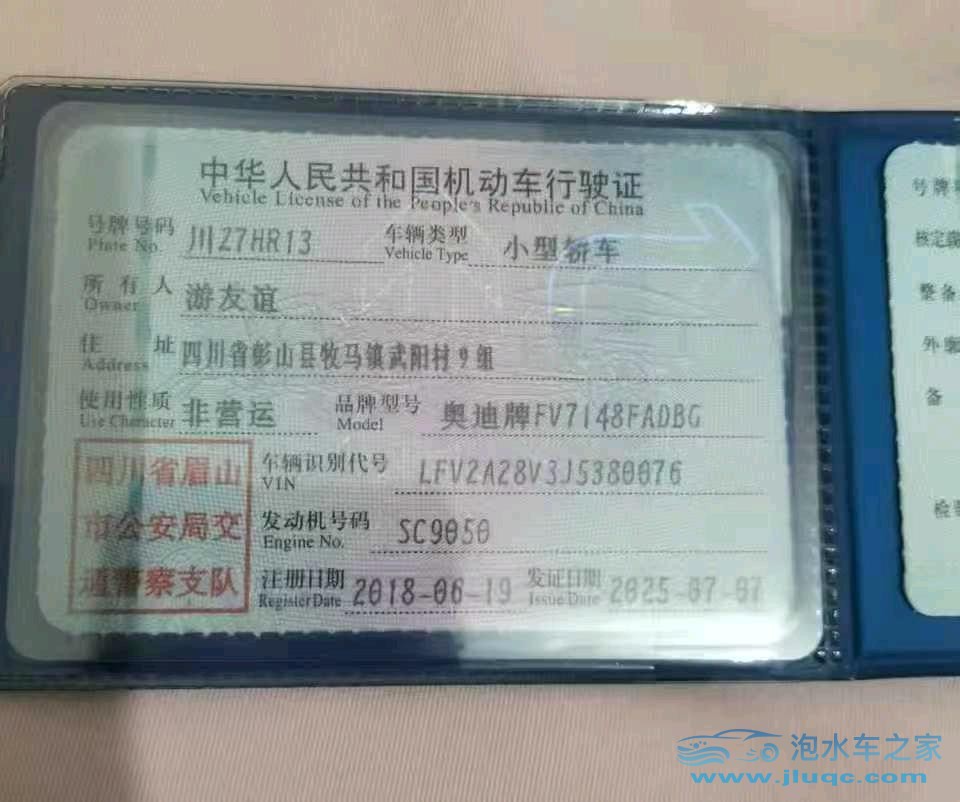 中华人民共和国机动车行驶证
Vehicle License of the People's Republic of China
号牌号码 川Z7HR13 车辆类型 小型轿车
Plate No. Vehicle Type
所有人 游友谊
Owner
住址 四川省彭山县牧马镇武阳村9组
Address
使用性质 非营运 品牌型号 奥迪牌FV7148FADBG
Use Character Model
四川省眉山
市公安局交
通警察支队
车辆识别代号 LFV2A28V3J5380076
VIN
发动机号码 SC9050
Engine No.
注册日期 2018-06-19 发证日期 2025-07-07
Register Date Issue Date
号牌
核定
整备
外廓
备
检验
泡水车之家
www.jluqc.com